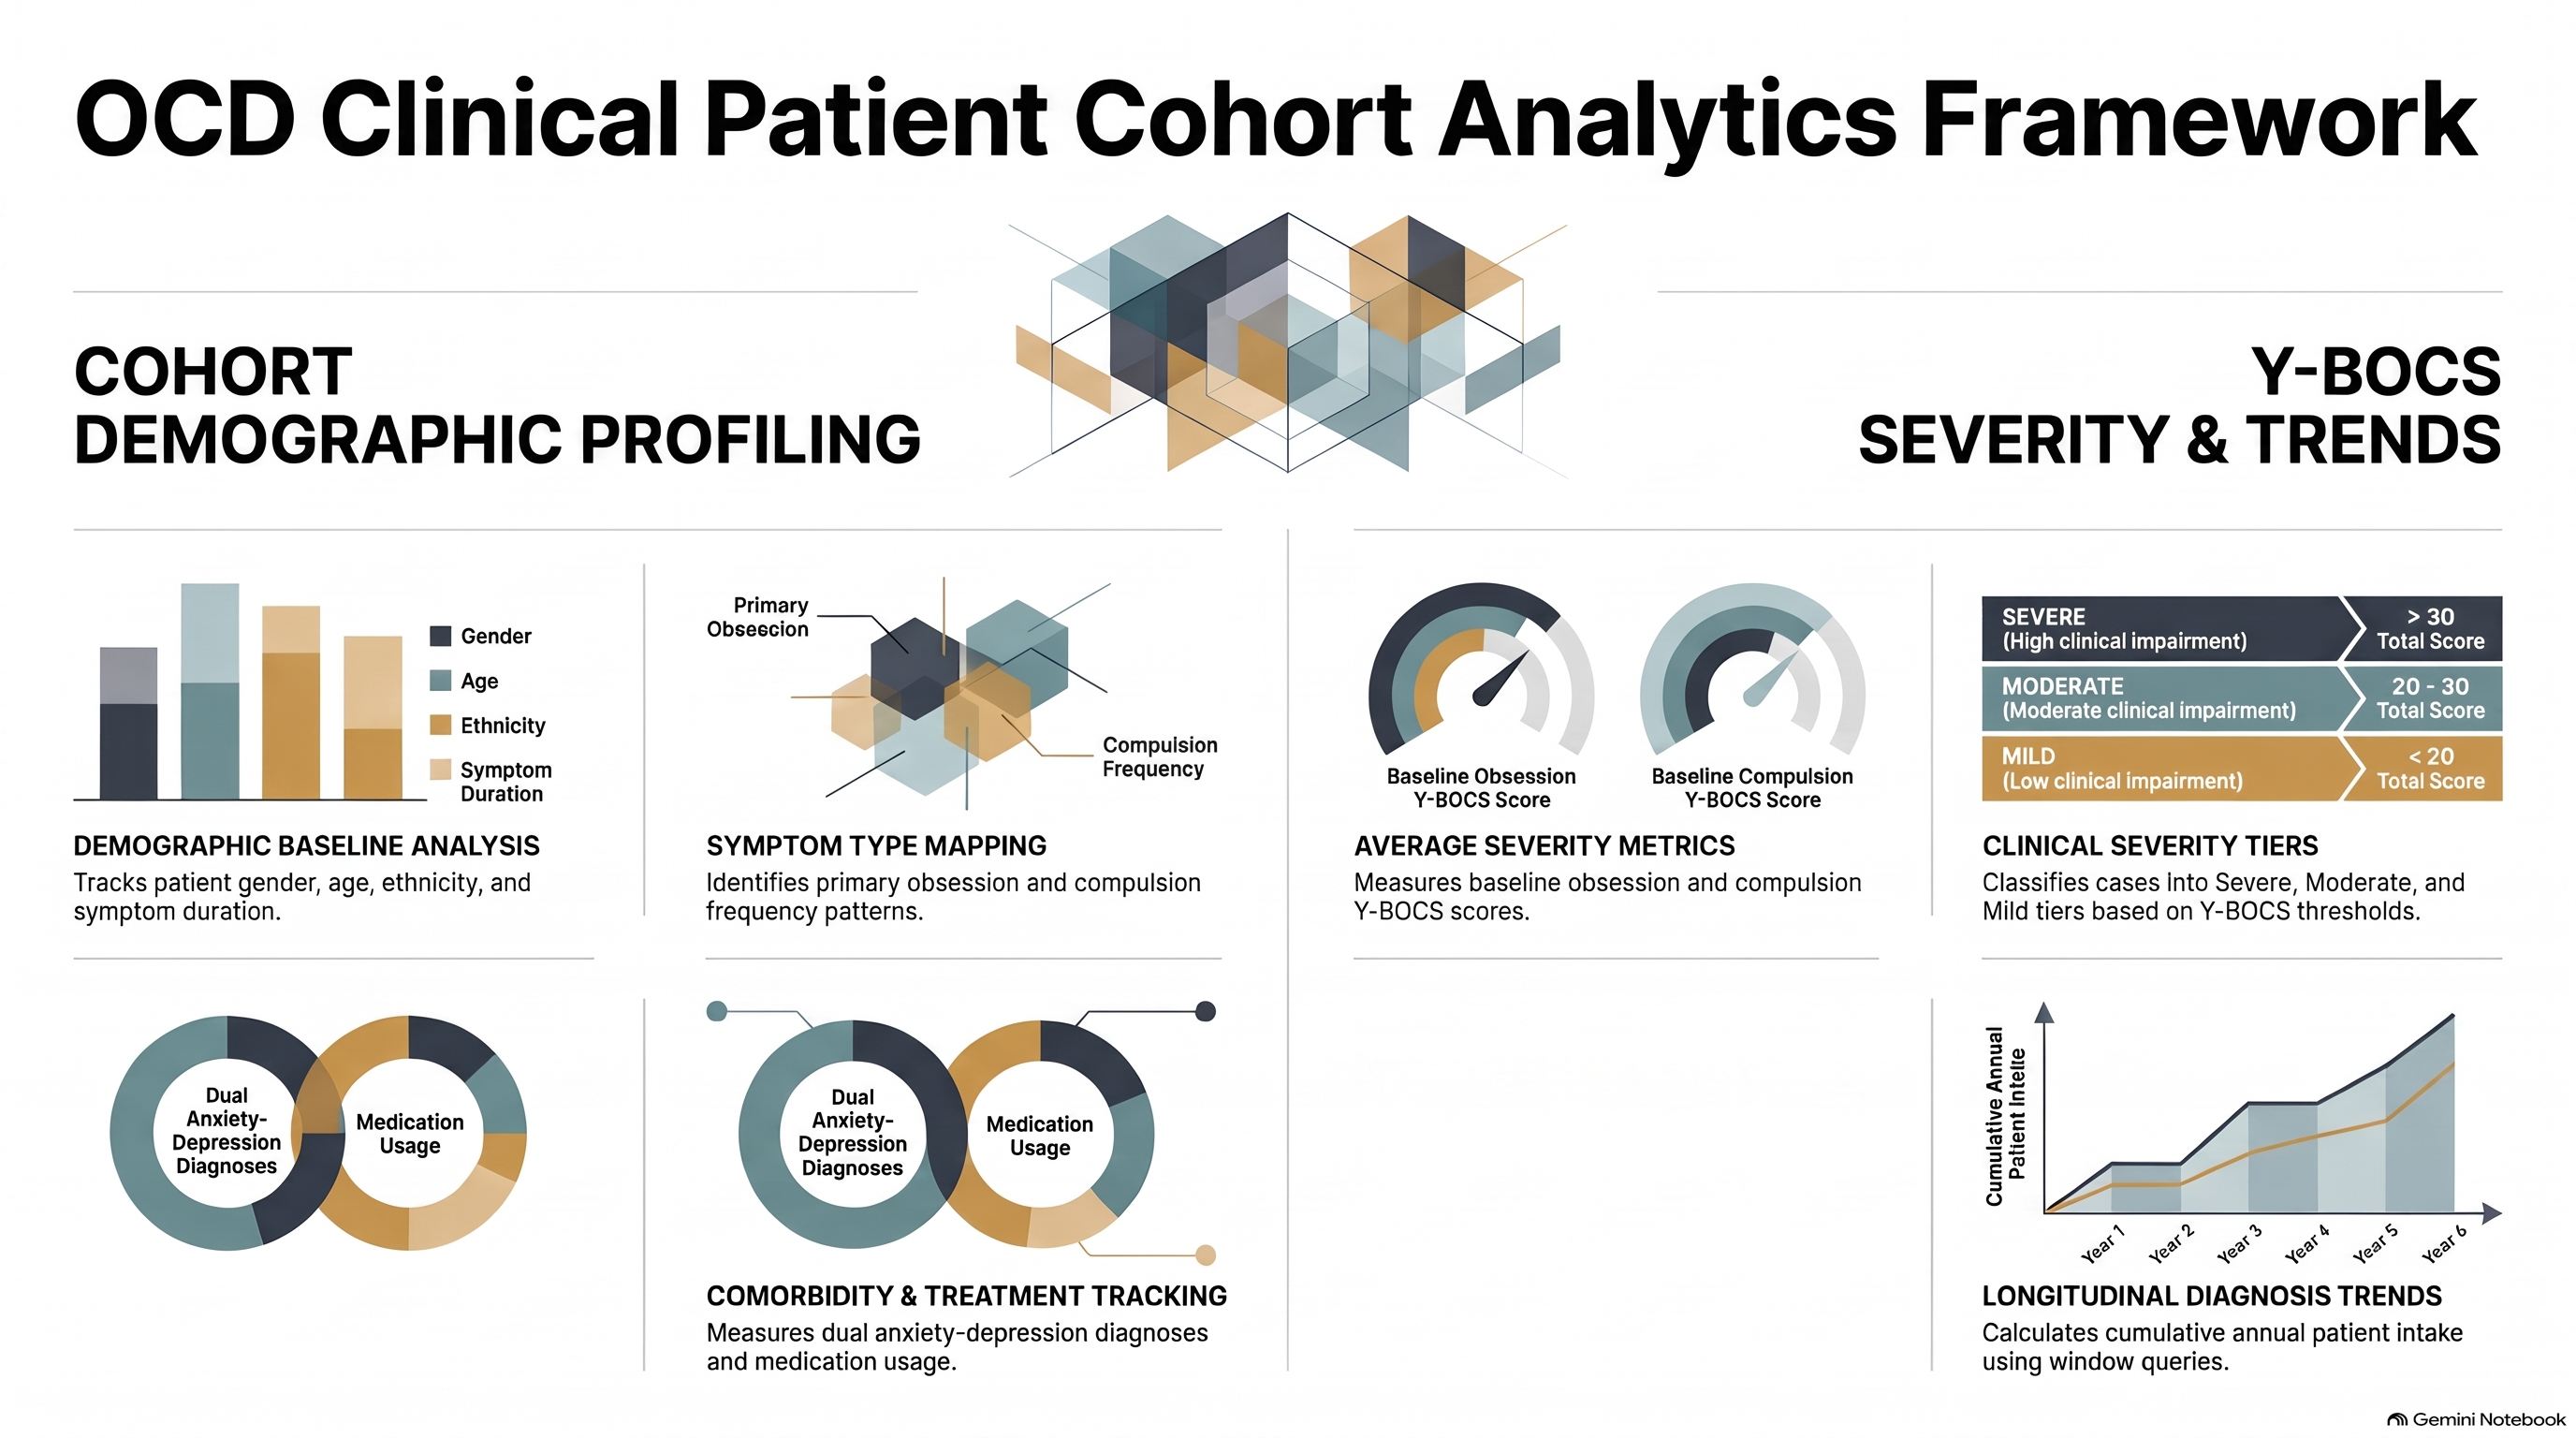 OCD Clinical Patient Cohort Analytics Framework
COHORT
DEMOGRAPHIC PROFILING
Y-BOCS
SEVERITY & TRENDS
Gender
Age
Ethnicity
Symptom
Duration
DEMOGRAPHIC BASELINE ANALYSIS
Tracks patient gender, age, ethnicity, and
symptom duration.
Primary
Obsescion
Compulsion
Frequency
SYMPTOM TYPE MAPPING
Identifies primary obsession and compulsion
frequency patterns.
Baseline Obsession
Y-BOCS Score
Baseline Compulsion
Y-BOCS Score
AVERAGE SEVERITY METRICS
Measures baseline obsession and compulsion
Y-BOCS scores.
SEVERE
(High clinical impairment)
> 30
Total Score
MODERATE
(Moderate clinical impairment)
20 - 30
Total Score
MILD
(Low clinical impairment)
< 20
Total Score
CLINICAL SEVERITY TIERS
Classifies cases into Severe, Moderate, and
Mild tiers based on Y-BOCS thresholds.
Dual
Anxiety-
Depression
Diagnoses
Medication
Usage
Dual
Anxiety-
Depression
Diagnoses
Medication
Usage
COMORBIDITY & TREATMENT TRACKING
Measures dual anxiety-depression diagnoses
and medication usage.
Cumulative Annual
Patient Intelle
Year 1
Year 2
Year 3
Year 4
Year 5
Year 6
LONGITUDINAL DIAGNOSIS TRENDS
Calculates cumulative annual patient intake
using window queries.
Gemini Notebook